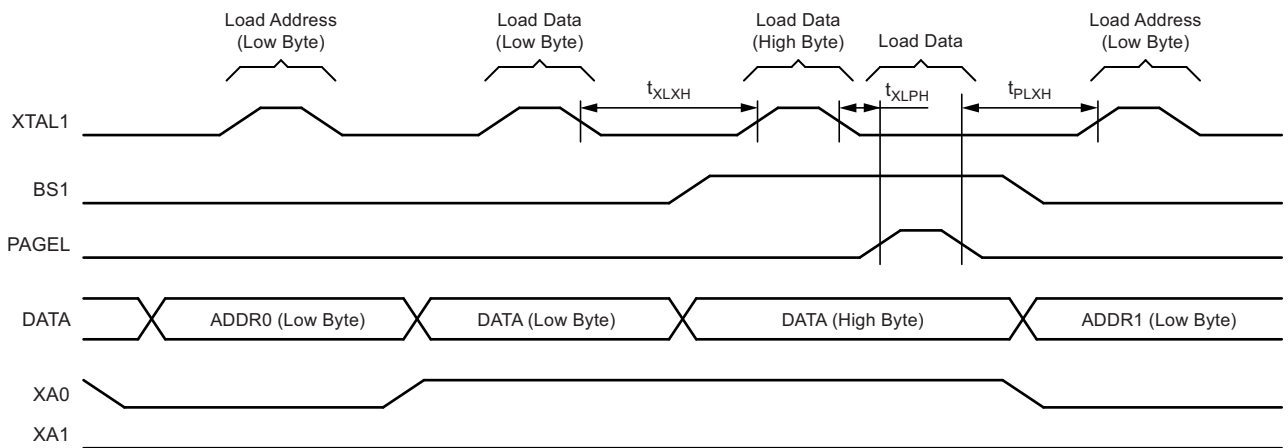 Load Address
(Low Byte)
Load Data
(Low Byte)
Load Data
(High Byte)
Load Data
Load Address
(Low Byte)
tXLXH
tXLPH
tPLXH
XTAL1
BS1
PAGEL
DATA
ADDR0 (Low Byte)
DATA (Low Byte)
DATA (High Byte)
ADDR1 (Low Byte)
XA0
XA1